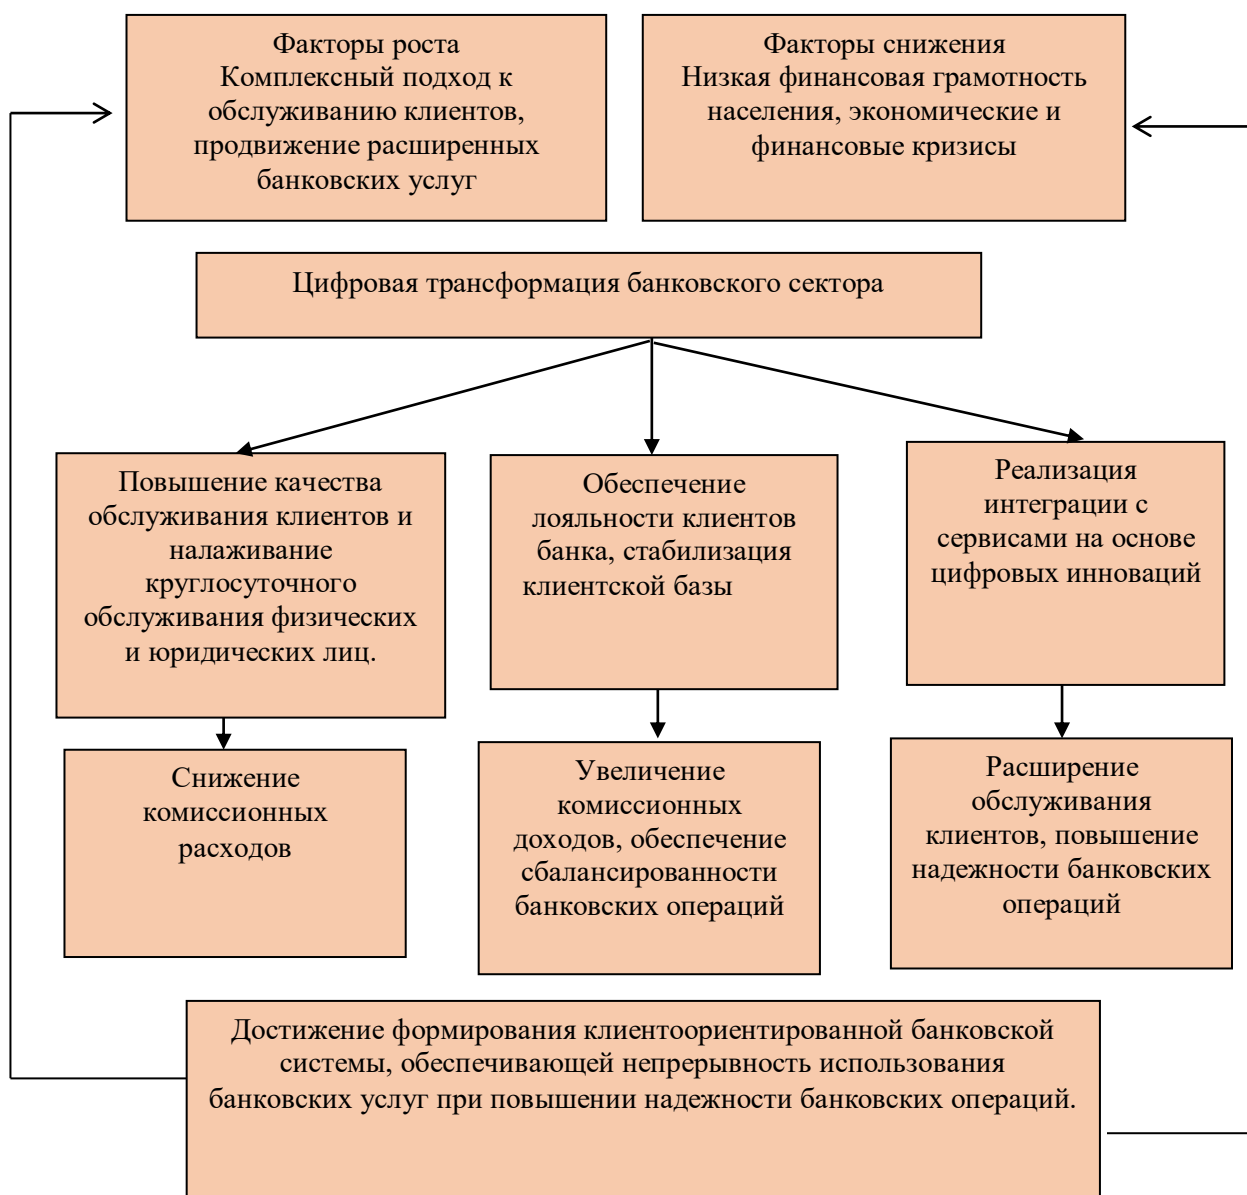 Факторы роста
Комплексный подход к
обслуживанию клиентов,
продвижение расширенных
банковских услуг
Факторы снижения
Низкая финансовая грамотность
населения, экономические и
финансовые кризисы
Цифровая трансформация банковского сектора
Повышение качества
обслуживания клиентов и
налаживание
круглосуточного
обслуживания физических
и юридических лиц.
Обеспечение
лояльности клиентов
банка, стабилизация
клиентской базы
Реализация
интеграции с
сервисами на основе
цифровых инноваций
Снижение
комиссионных
расходов
Увеличение
комиссионных
доходов, обеспечение
сбалансированности
банковских операций
Расширение
обслуживания
клиентов, повышение
надежности банковских
операций
Достижение формирования клиентоориентированной банковской
системы, обеспечивающей непрерывность использования
банковских услуг при повышении надежности банковских операций.